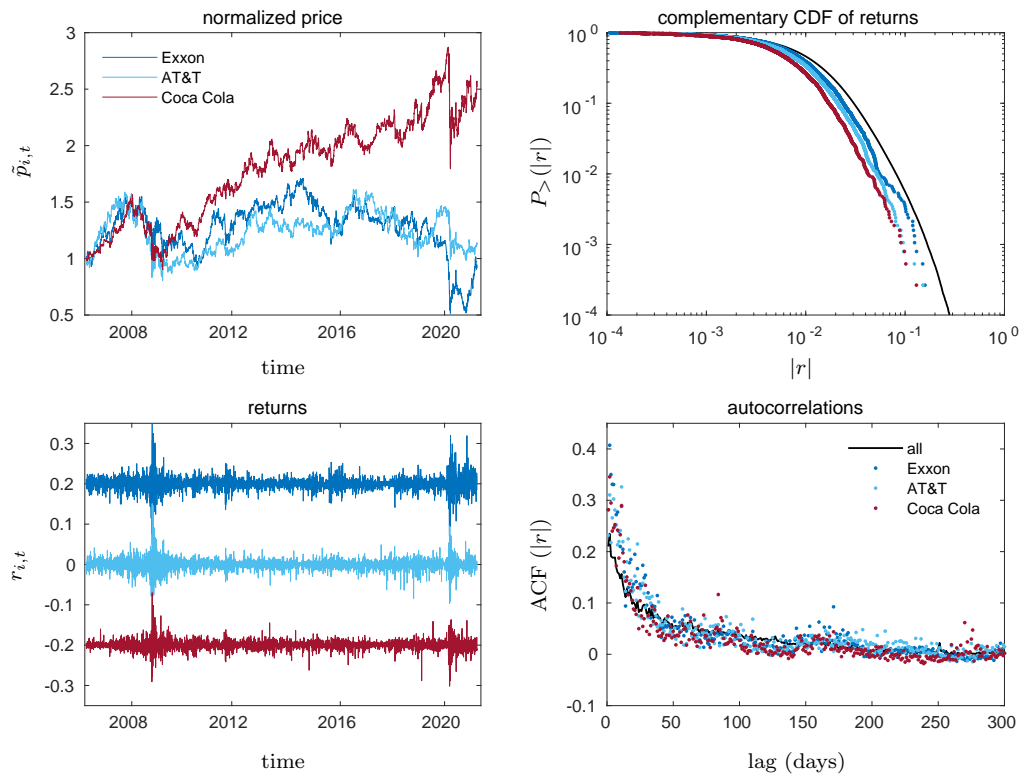 normalized price
3
2.5
2
1.5
1
0.5
p̃i,t
Exxon
AT&T
Coca Cola
2008
2012
2016
2020
time
complementary CDF of returns
10^0
10^-1
10^-2
10^-3
10^-4
P>(|r|)
10^-4
10^-3
10^-2
10^-1
10^0
|r|
returns
0.3
0.2
0.1
0
-0.1
-0.2
-0.3
ri,t
2008
2012
2016
2020
time
autocorrelations
0.4
0.3
0.2
0.1
0
-0.1
ACF (|r|)
all
Exxon
AT&T
Coca Cola
0
50
100
150
200
250
300
lag (days)